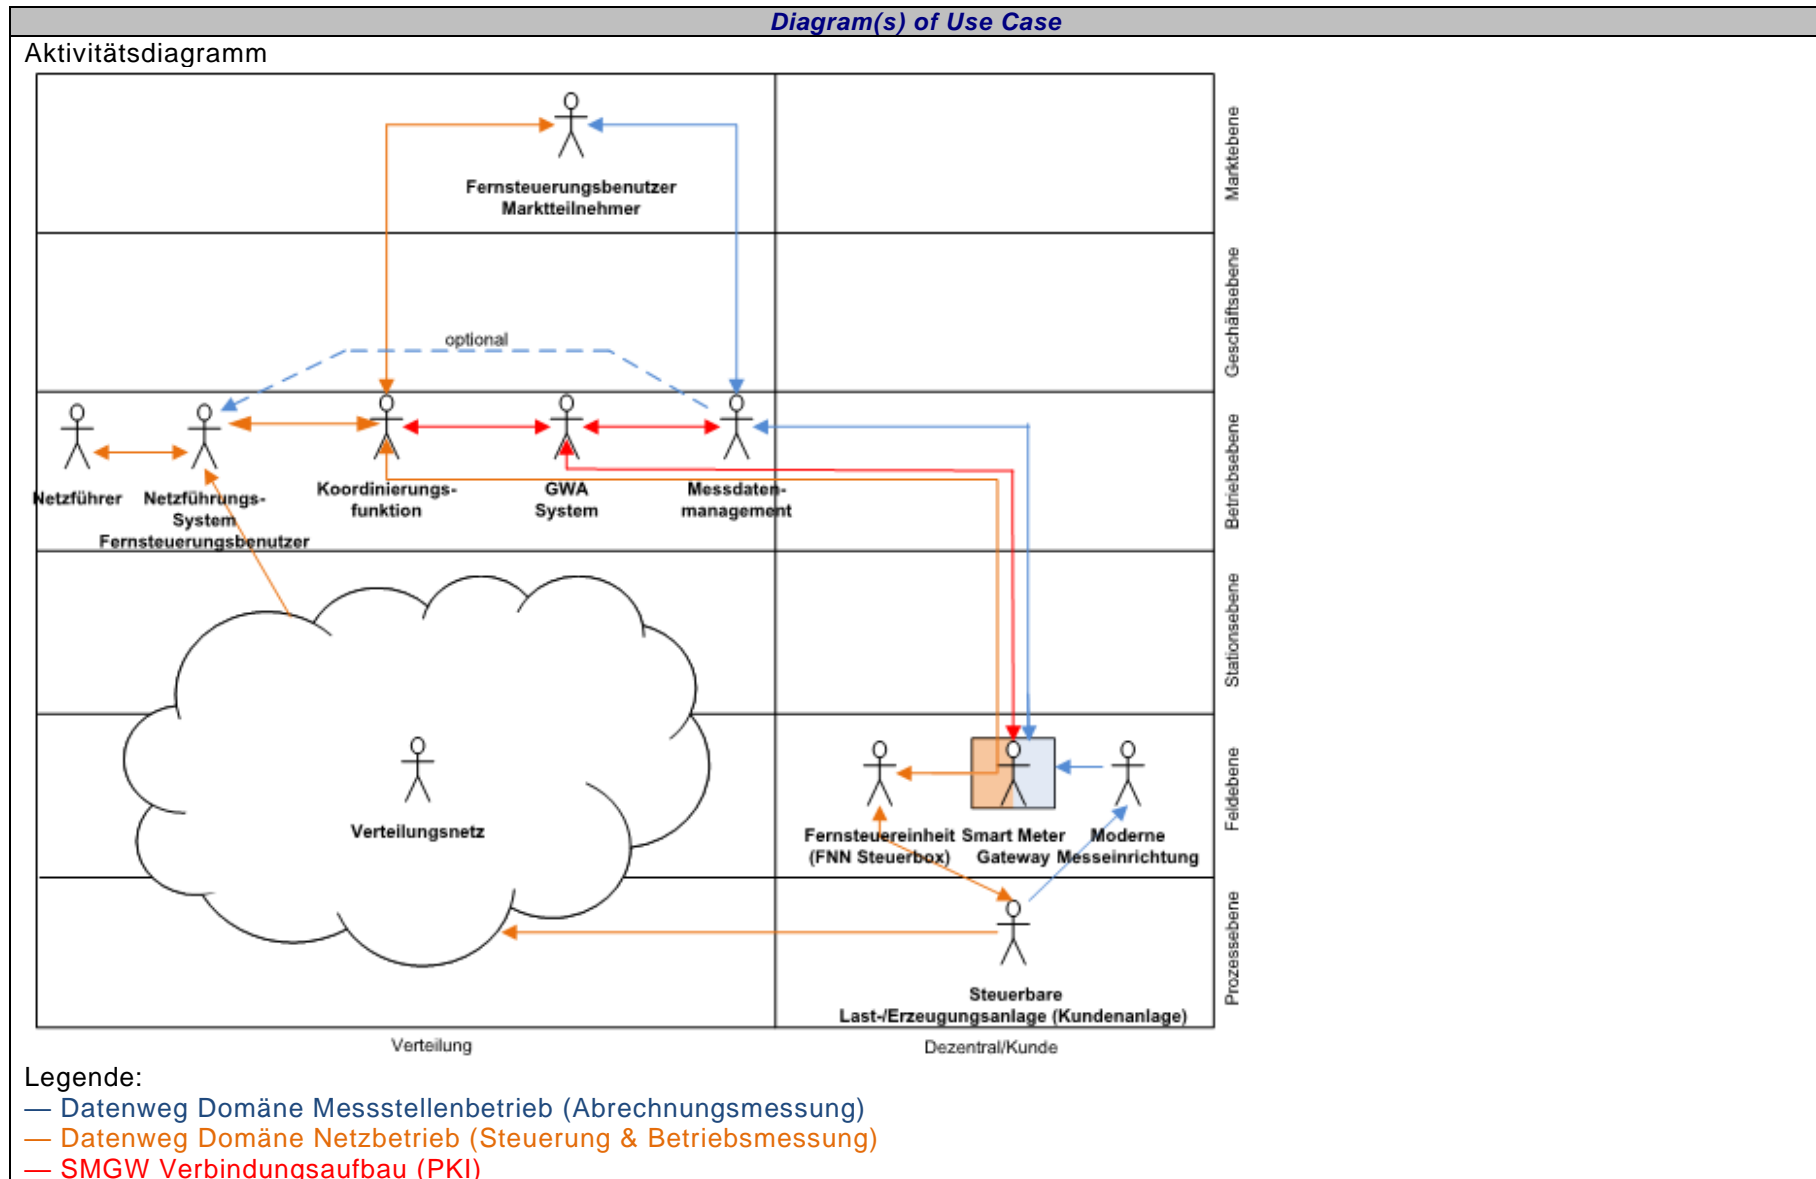 Diagram(s) of Use Case
Aktivitätsdiagramm
Fernsteuerungsbenutzer
Marktteilnehmer
Marktebene
Geschäftsebene
optional
Netzführer
Netzführungs-
System
Fernsteuerungsbenutzer
Koordinierungs-
funktion
GWA
System
Messdaten-
management
Betriebsebene
Stationsebene
Verteilungsnetz
Fernsteuereinheit
(FNN Steuerbox)
Smart Meter
Gateway
Moderne
Messeinrichtung
Feldebene
Steuerbare
Last-/Erzeugungsanlage (Kundenanlage)
Prozessebene
Verteilung
Dezentral/Kunde
Legende:
— Datenweg Domäne Messstellenbetrieb (Abrechnungsmessung)
— Datenweg Domäne Netzbetrieb (Steuerung & Betriebsmessung)
— SMGW Verbindungsaufbau (PKI)